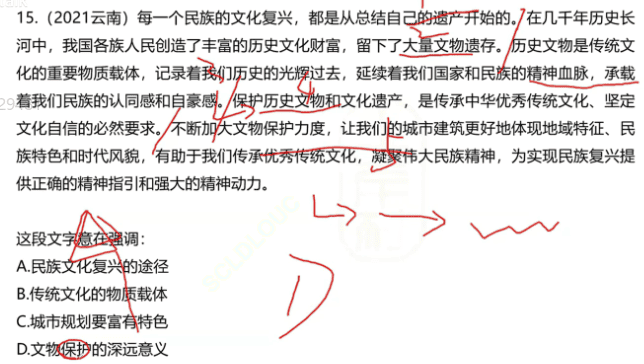 15.（2021云南）每一个民族的文化复兴，都是从总结自己的遗产开始的。在几千年历史长
河中，我国各族人民创造了丰富的历史文化财富，留下了大量文物遗存。历史文物是传统文
化的重要物质载体，记录着我们历史的光辉过去，延续着我们国家和民族的精神血脉，承载
着我们民族的认同感和自豪感。保护历史文物和文化遗产，是传承中华优秀传统文化、坚定
文化自信的必然要求。不断加大文物保护力度，让我们的城市建筑更好地体现地域特征、民
族特色和时代风貌，有助于我们传承优秀传统文化，凝聚伟大民族精神，为实现民族复兴提
供正确的精神指引和强大的精神动力。
这段文字意在强调：
A.民族文化复兴的途径
B.传统文化的物质载体
C.城市规划要富有特色
D.文物保护的深远意义
D